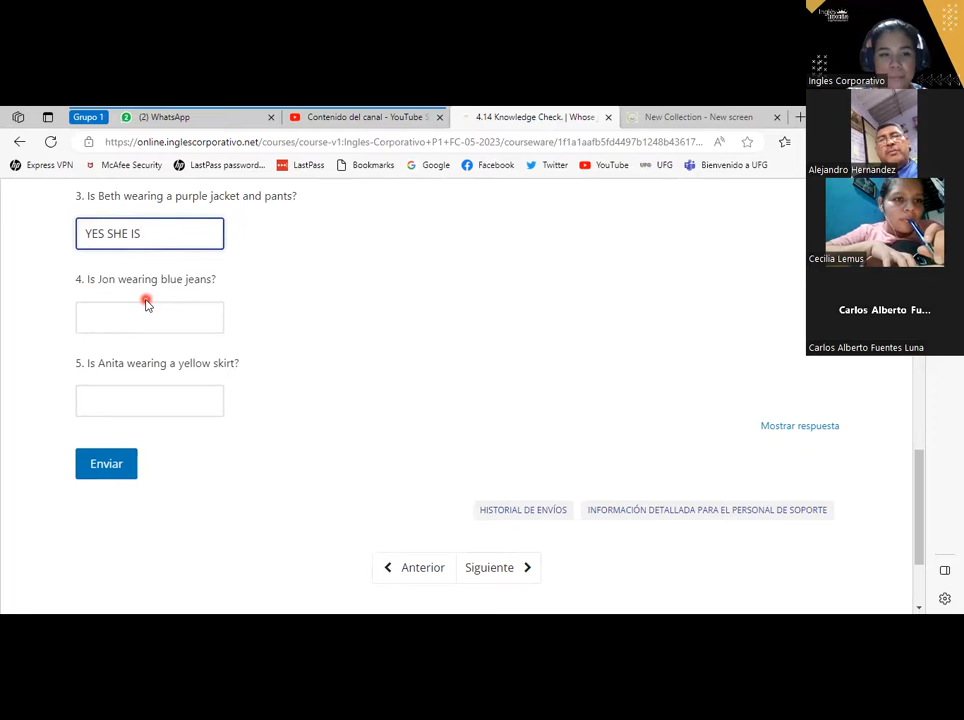 Inglés
Corporativo
Ingles Corporativo
Alejandro Hernandez
Cecilia Lemus
Carlos Alberto Fu...
Carlos Alberto Fuentes Luna
Grupo 1
2
(2) WhatsApp
Contenido del canal - YouTube S
4.14 Knowledge Check. | Whose
New Collection - New screen
https://online.inglescorporativo.net/courses/course-v1:Ingles-Corporativo+P1+FC-05-2023/courseware/1f1a1aafb5fd4497b1248b43617...
Express VPN
McAfee Security
LastPass password...
LastPass
Bookmarks
Google
Facebook
Twitter
YouTube
UFG
Bienvenido a UFG
3. Is Beth wearing a purple jacket and pants?
YES SHE IS
4. Is Jon wearing blue jeans?
5. Is Anita wearing a yellow skirt?
Mostrar respuesta
Enviar
HISTORIAL DE ENVÍOS
INFORMACIÓN DETALLADA PARA EL PERSONAL DE SOPORTE
Anterior
Siguiente